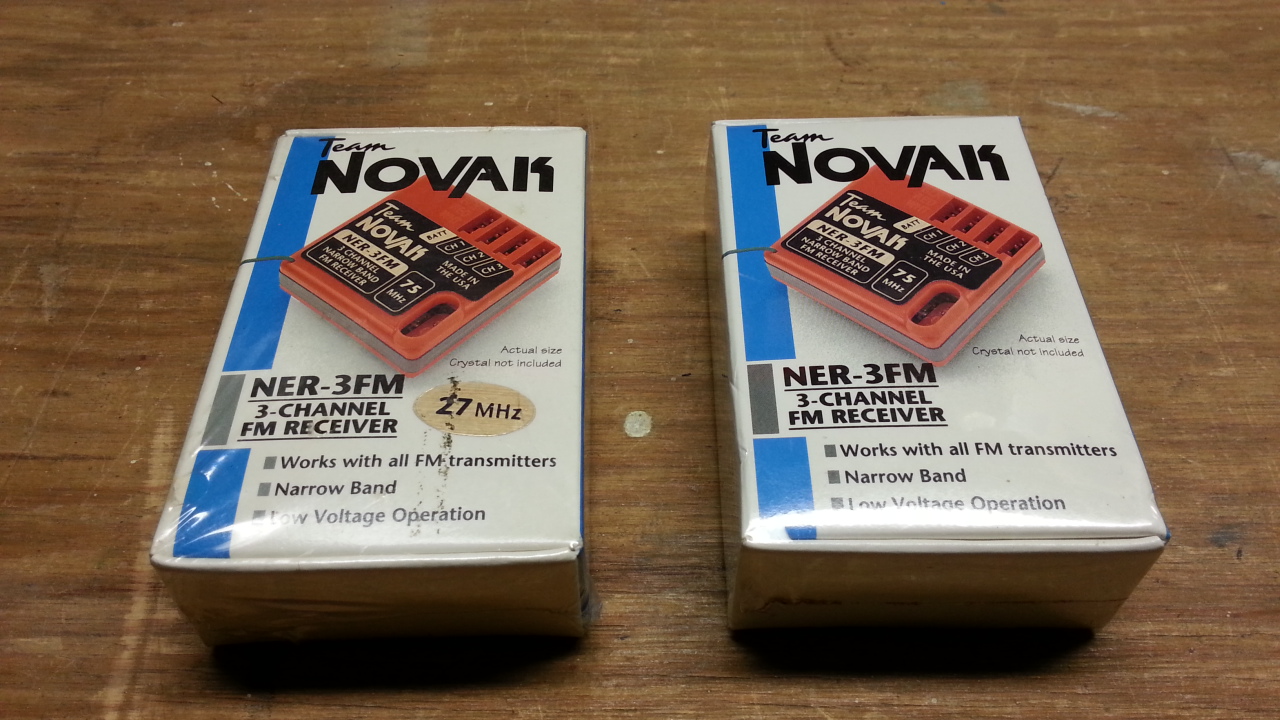 Team
NOVAK
Team
NOVAK
NER-3FM
3 CHANNEL
NARROW BAND
FM RECEIVER
BATT
CH 1
CH 2
CH 3
MADE IN
THE USA
75
MHz
Actual size
Crystal not included
NER-3FM
3-CHANNEL
FM RECEIVER
27 MHz
Works with all FM transmitters
Narrow Band
Low Voltage Operation
Team
NOVAK
Team
NOVAK
NER-3FM
3 CHANNEL
NARROW BAND
FM RECEIVER
BATT
CH 1
CH 2
CH 3
MADE IN
THE USA
75
MHz
Actual size
Crystal not included
NER-3FM
3-CHANNEL
FM RECEIVER
Works with all FM transmitters
Narrow Band
Low Voltage Operation